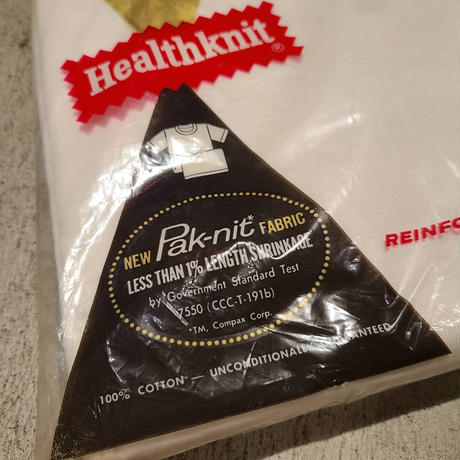 Healthknit®
NEW Pak-nit* FABRIC
LESS THAN 1% LENGTH SHRINKAGE
by Government Standard Test
7550 (CCC-T-191b)
*TM. Compax Corp.
100% COTTON — UNCONDITIONALLY GUARANTEED
REINFO